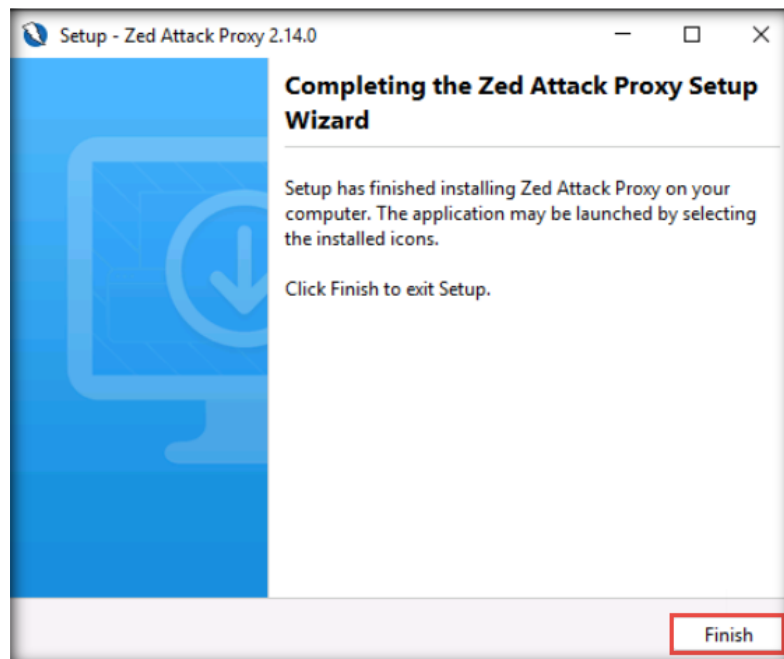 Setup - Zed Attack Proxy 2.14.0
Completing the Zed Attack Proxy Setup
Wizard
Setup has finished installing Zed Attack Proxy on your
computer. The application may be launched by selecting
the installed icons.
Click Finish to exit Setup.
Finish